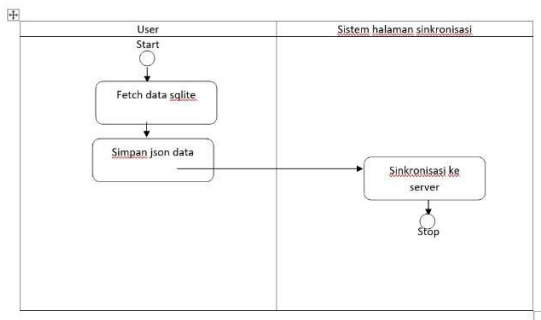 User
Sistem halaman sinkronisasi
Start
Fetch data sqlite
Simpan json data
Sinkronisasi ke
server
Stop